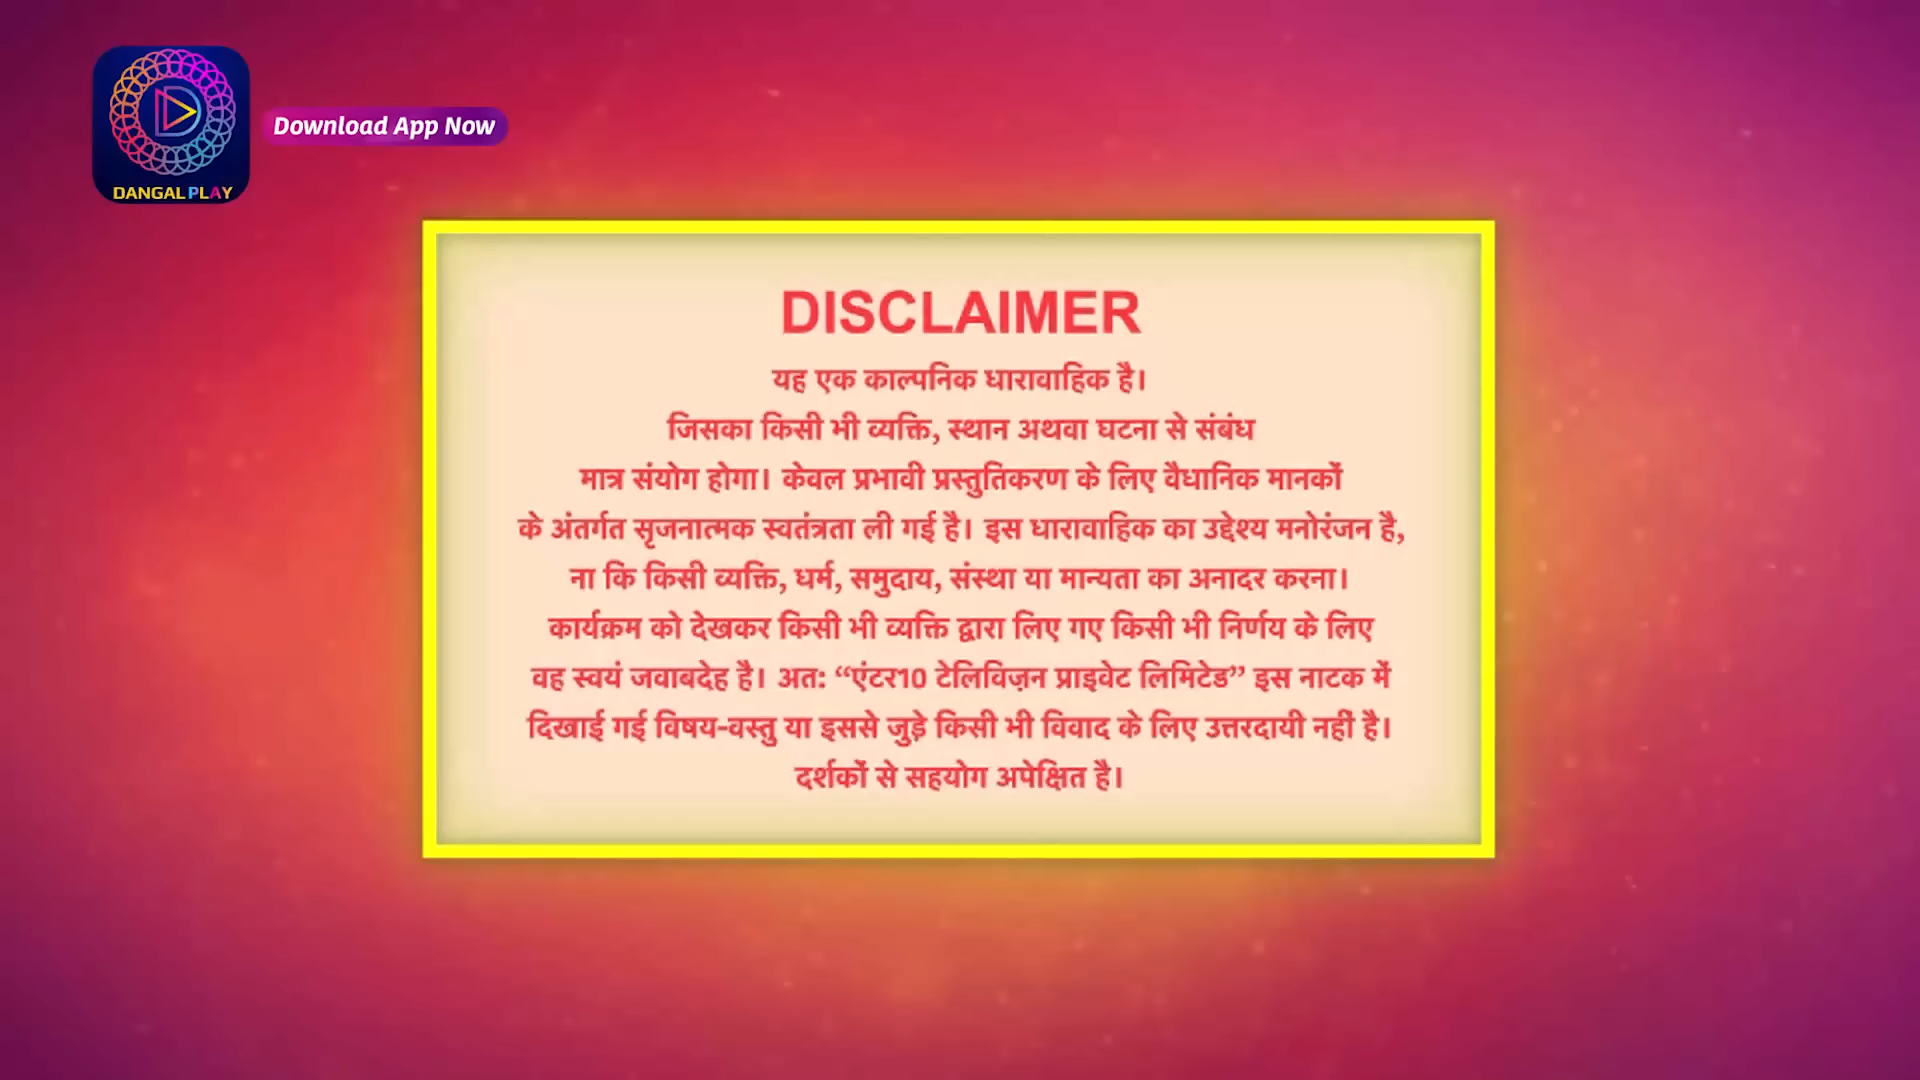 DANGAL PLAY
Download App Now
DISCLAIMER
यह एक काल्पनिक धारावाहिक है।
जिसका किसी भी व्यक्ति, स्थान अथवा घटना से संबंध
मात्र संयोग होगा। केवल प्रभावी प्रस्तुतिकरण के लिए वैधानिक मानकों
के अंतर्गत सृजनात्मक स्वतंत्रता ली गई है। इस धारावाहिक का उद्देश्य मनोरंजन है,
ना कि किसी व्यक्ति, धर्म, समुदाय, संस्था या मान्यता का अनादर करना।
कार्यक्रम को देखकर किसी भी व्यक्ति द्वारा लिए गए किसी भी निर्णय के लिए
वह स्वयं जवाबदेह है। अत: “एंटर10 टेलिविज़न प्राइवेट लिमिटेड” इस नाटक में
दिखाई गई विषय-वस्तु या इससे जुड़े किसी भी विवाद के लिए उत्तरदायी नहीं है।
दर्शकों से सहयोग अपेक्षित है।